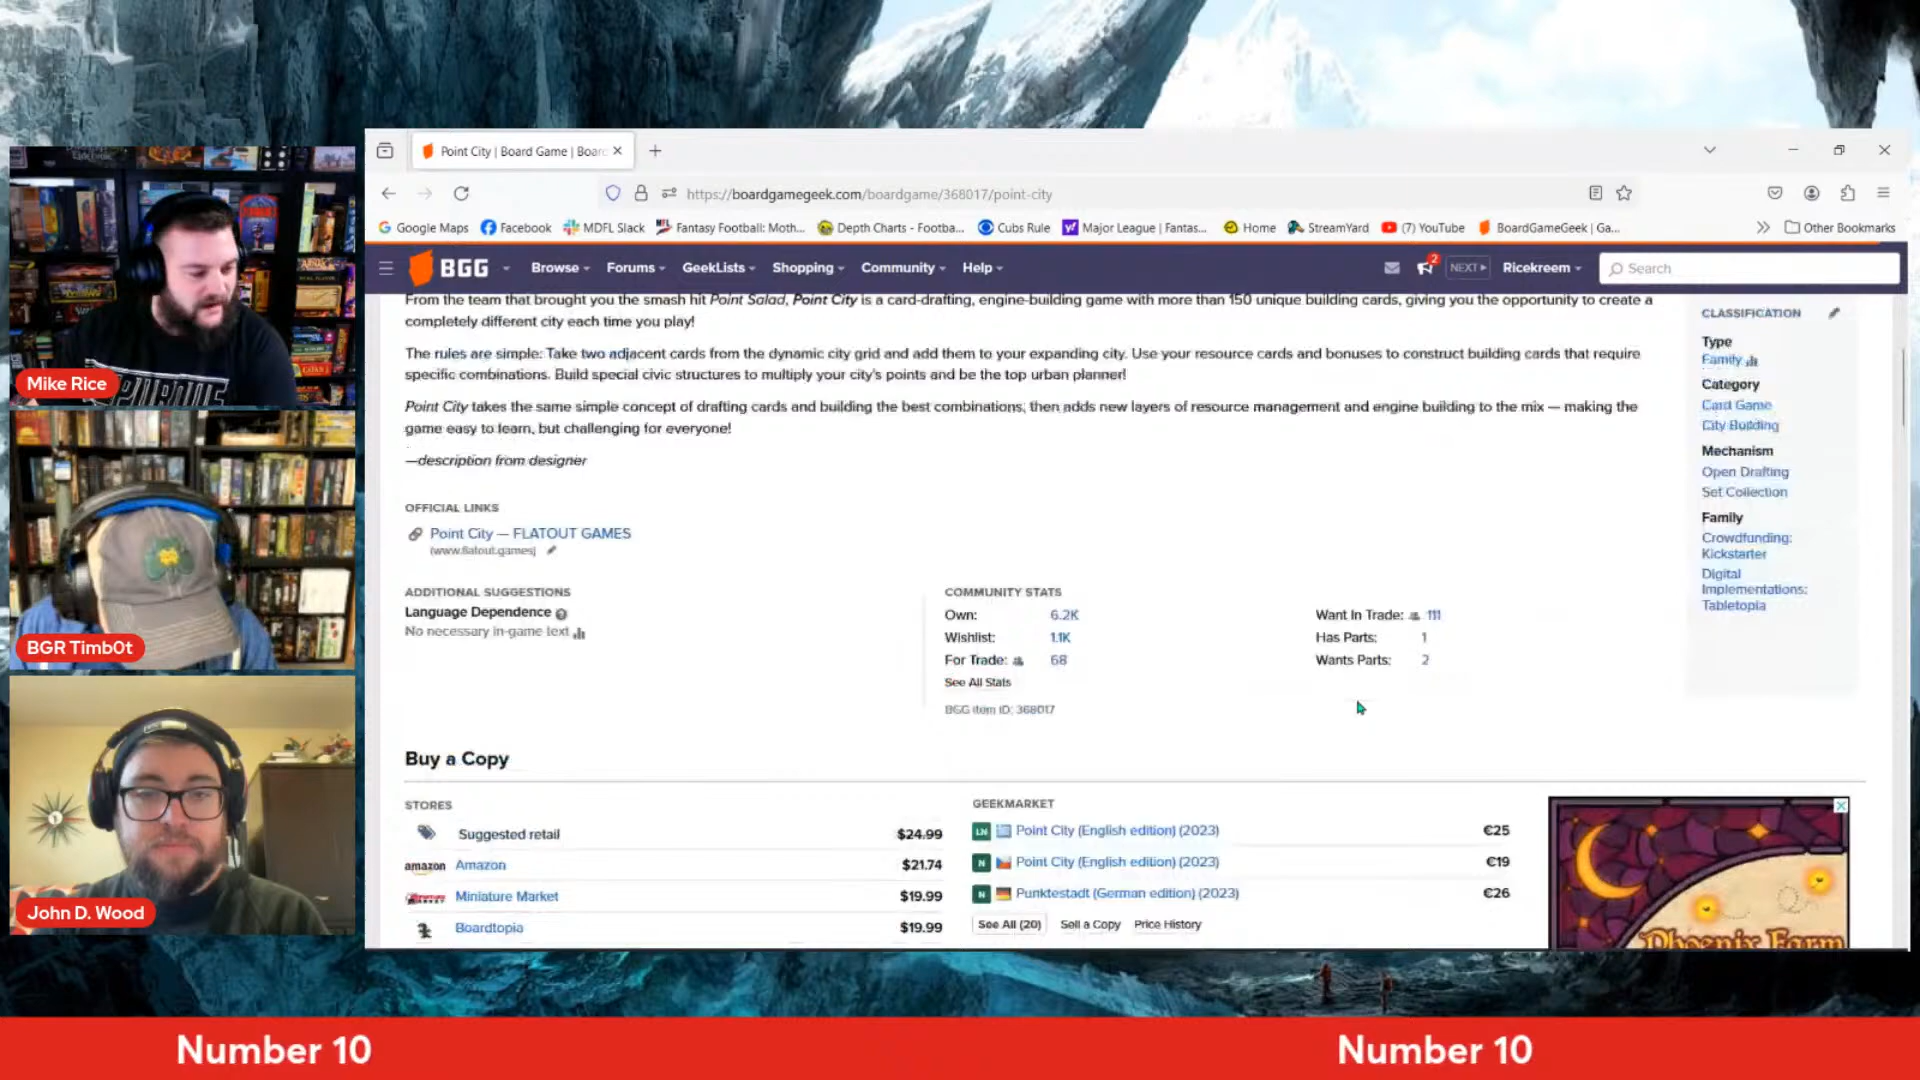 Point City | Board Game | Boar
https://boardgamegeek.com/boardgame/368017/point-city
Google Maps
Facebook
MDFL Slack
Fantasy Football: Moth...
Depth Charts - Footba...
Cubs Rule
Major League | Fantas...
Home
StreamYard
(7) YouTube
BoardGameGeek | Ga...
Other Bookmarks
BGG
Browse
Forums
GeekLists
Shopping
Community
Help
2
NEXT
Ricekreem
Search
From the team that brought you the smash hit Point Salad, Point City is a card-drafting, engine-building game with more than 150 unique building cards, giving you the opportunity to create a
completely different city each time you play!
The rules are simple: Take two adjacent cards from the dynamic city grid and add them to your expanding city. Use your resource cards and bonuses to construct building cards that require
specific combinations. Build special civic structures to multiply your city's points and be the top urban planner!
Point City takes the same simple concept of drafting cards and building the best combinations, then adds new layers of resource management and engine building to the mix — making the
game easy to learn, but challenging for everyone!
—description from designer
OFFICIAL LINKS
Point City — FLATOUT GAMES
(www.flatout.games)
ADDITIONAL SUGGESTIONS
Language Dependence
No necessary in-game text
COMMUNITY STATS
Own: 6.2K
Wishlist: 1.1K
For Trade: 68
See All Stats
Want In Trade: 111
Has Parts: 1
Wants Parts: 2
BGG Item ID: 368017
CLASSIFICATION
Type
Family
Category
Card Game
City Building
Mechanism
Open Drafting
Set Collection
Family
Crowdfunding:
Kickstarter
Digital
Implementations:
Tabletopia
Buy a Copy
STORES
Suggested retail $24.99
amazon Amazon $21.74
Miniature Market $19.99
Boardtopia $19.99
GEEKMARKET
LN Point City (English edition) (2023) €25
N Point City (English edition) (2023) €19
N Punktestadt (German edition) (2023) €26
See All (20) Sell a Copy Price History
Phoenix Farm
PURDUE
Mike Rice
BGR Timb0t
John D. Wood
Number 10
Number 10